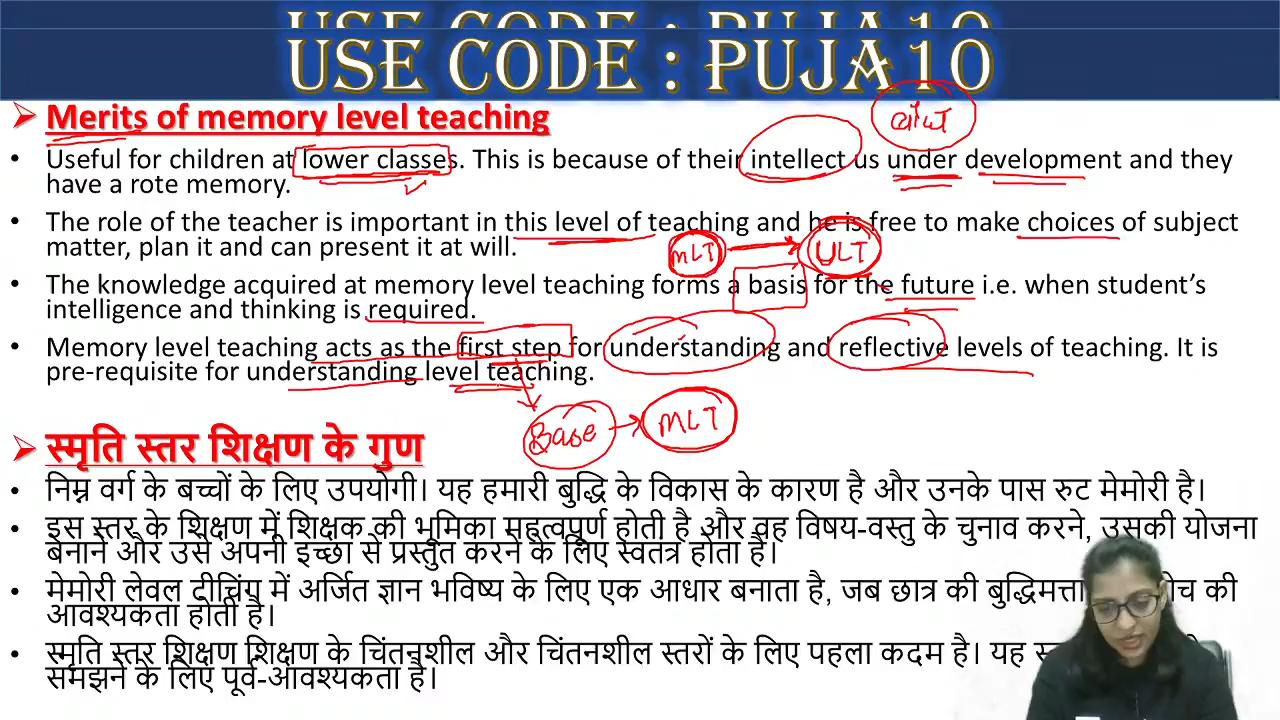 USE CODE : PUJA10
USE CODE : PUJA10
Merits of memory level teaching
• Useful for children at lower classes. This is because of their intellect us under development and they
have a rote memory.
• The role of the teacher is important in this level of teaching and he is free to make choices of subject
matter, plan it and can present it at will.
MLT ULT
• The knowledge acquired at memory level teaching forms a basis for the future i.e. when student's
intelligence and thinking is required.
• Memory level teaching acts as the first step for understanding and reflective levels of teaching. It is
pre-requisite for understanding level teaching.
Base MLT
स्मृति स्तर शिक्षण के गुण
• निम्न वर्ग के बच्चों के लिए उपयोगी। यह हमारी बुद्धि के विकास के कारण है और उनके पास रुट मेमोरी है।
• इस स्तर के शिक्षण में शिक्षक की भूमिका महत्वपूर्ण होती है और वह विषय-वस्तु के चुनाव करने, उसकी योजना
बनाने और उसे अपनी इच्छा से प्रस्तुत करने के लिए स्वतंत्र होता है।
• मेमोरी लेवल टीचिंग में अर्जित ज्ञान भविष्य के लिए एक आधार बनाता है, जब छात्र की बुद्धिमत्ता की
आवश्यकता होती है।
• स्मृति स्तर शिक्षण शिक्षण के चिंतनशील और चिंतनशील स्तरों के लिए पहला कदम है। यह
समझने के लिए पूर्व-आवश्यकता है।